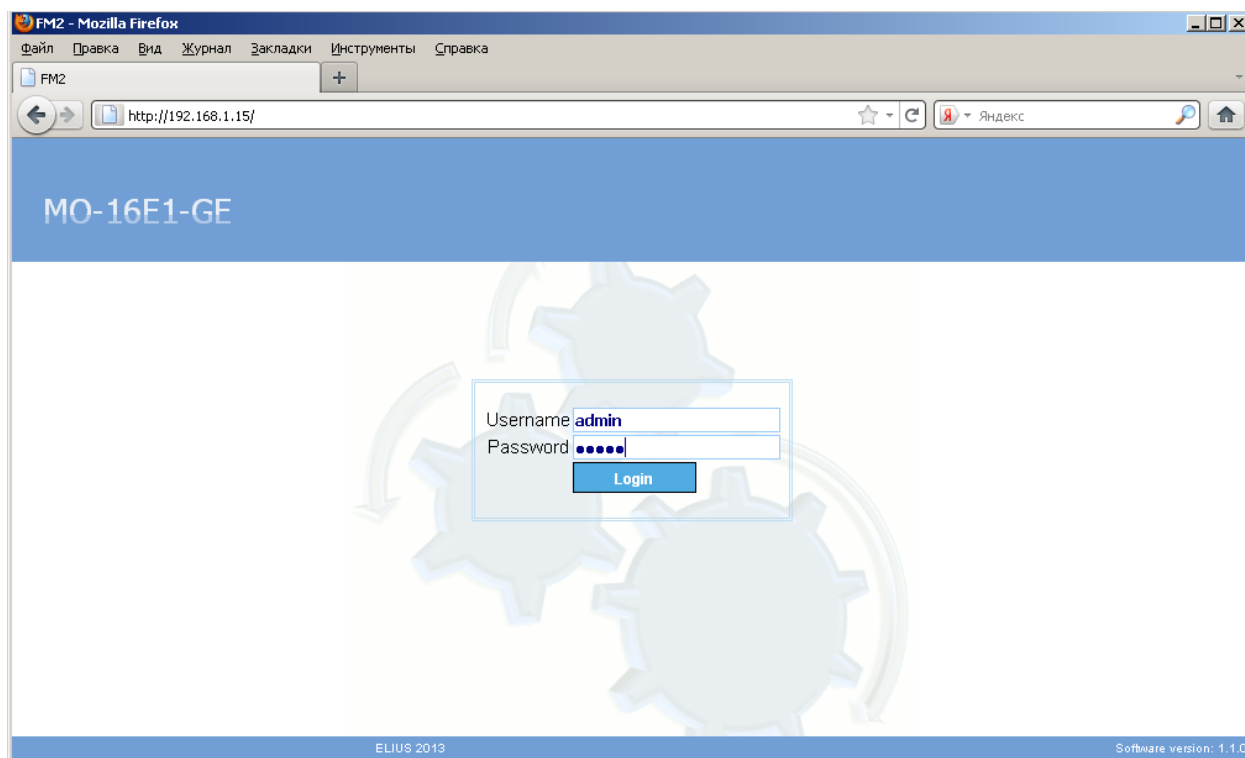 FM2 - Mozilla Firefox
Файл Правка Вид Журнал Закладки Инструменты Справка
FM2
http://192.168.1.15/ Яндекс
MO-16E1-GE
Username admin
Password •••••
Login
ELIUS 2013 Software version: 1.1.0